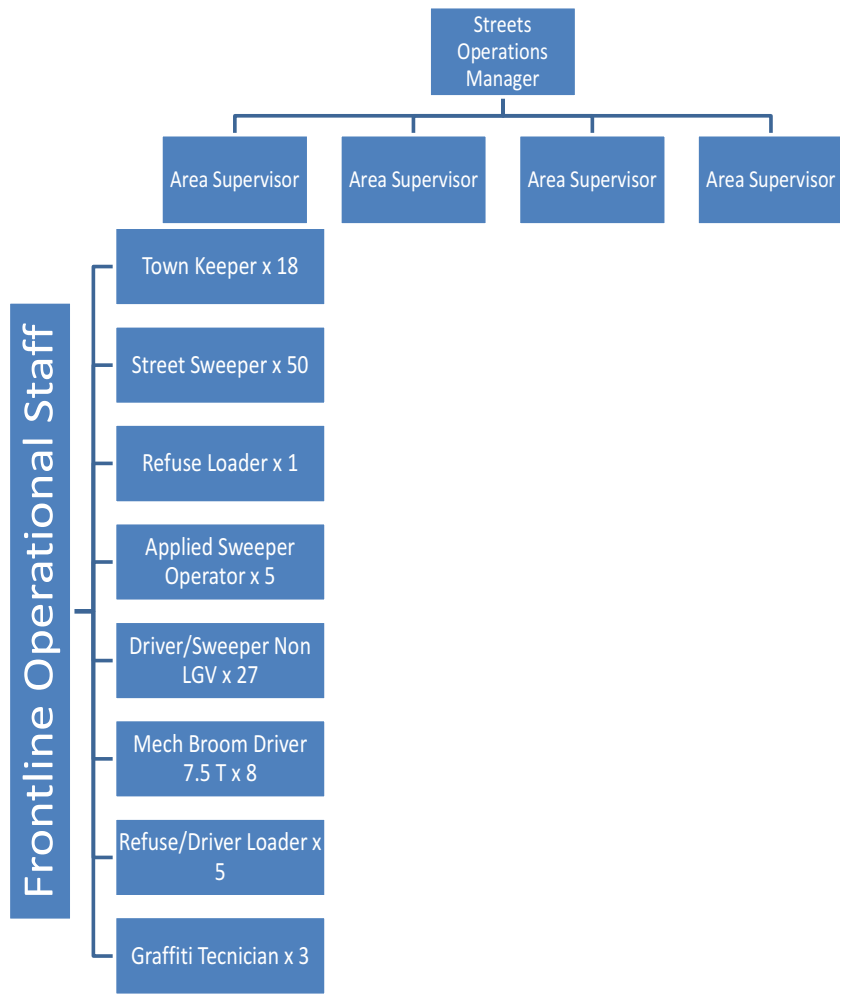 Streets
Operations
Manager
Area Supervisor
Area Supervisor
Area Supervisor
Area Supervisor
Frontline Operational Staff
Town Keeper x 18
Street Sweeper x 50
Refuse Loader x 1
Applied Sweeper
Operator x 5
Driver/Sweeper Non
LGV x 27
Mech Broom Driver
7.5 T x 8
Refuse/Driver Loader x
5
Graffiti Tecnician x 3